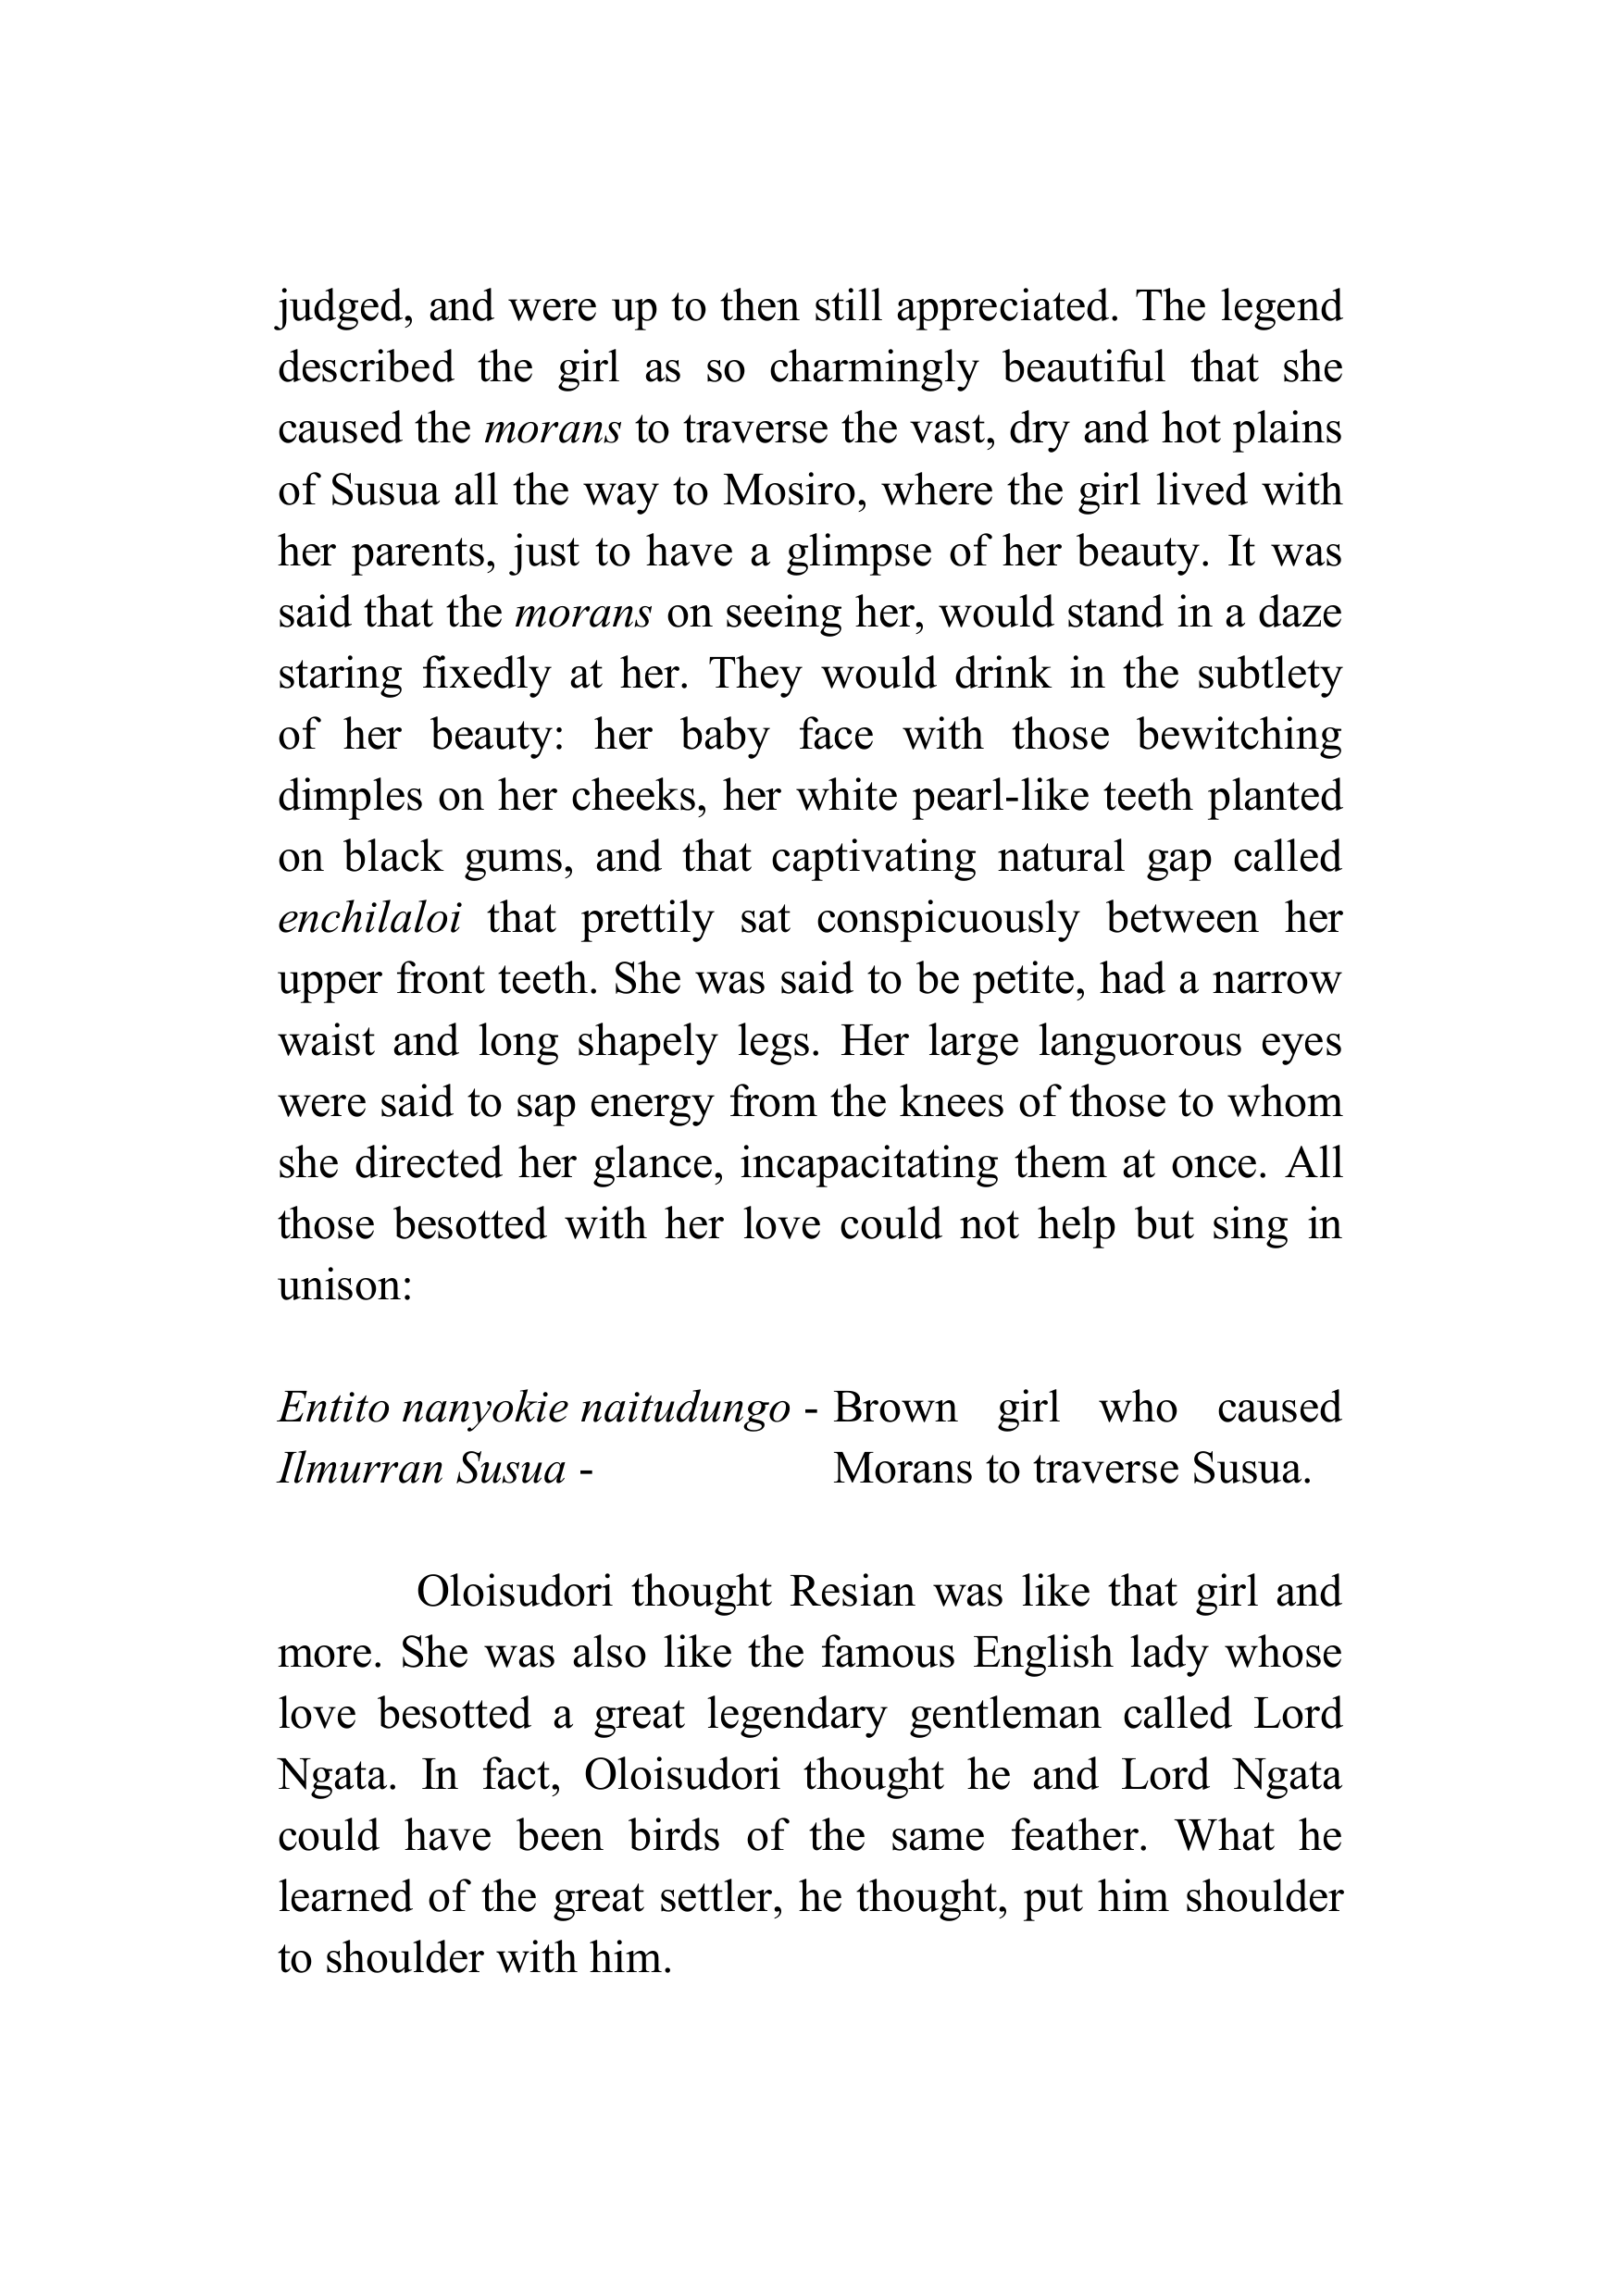 judged, and were up to then still appreciated. The legend
described the girl as so charmingly beautiful that she
caused the morans to traverse the vast, dry and hot plains
of Susua all the way to Mosiro, where the girl lived with
her parents, just to have a glimpse of her beauty. It was
said that the morans on seeing her, would stand in a daze
staring fixedly at her. They would drink in the subtlety
of her beauty: her baby face with those bewitching
dimples on her cheeks, her white pearl-like teeth planted
on black gums, and that captivating natural gap called
enchilaloi that prettily sat conspicuously between her
upper front teeth. She was said to be petite, had a narrow
waist and long shapely legs. Her large languorous eyes
were said to sap energy from the knees of those to whom
she directed her glance, incapacitating them at once. All
those besotted with her love could not help but sing in
unison:
Entito nanyokie naitudungo - Brown girl who caused
Ilmurran Susua - Morans to traverse Susua.
Oloisudori thought Resian was like that girl and
more. She was also like the famous English lady whose
love besotted a great legendary gentleman called Lord
Ngata. In fact, Oloisudori thought he and Lord Ngata
could have been birds of the same feather. What he
learned of the great settler, he thought, put him shoulder
to shoulder with him.